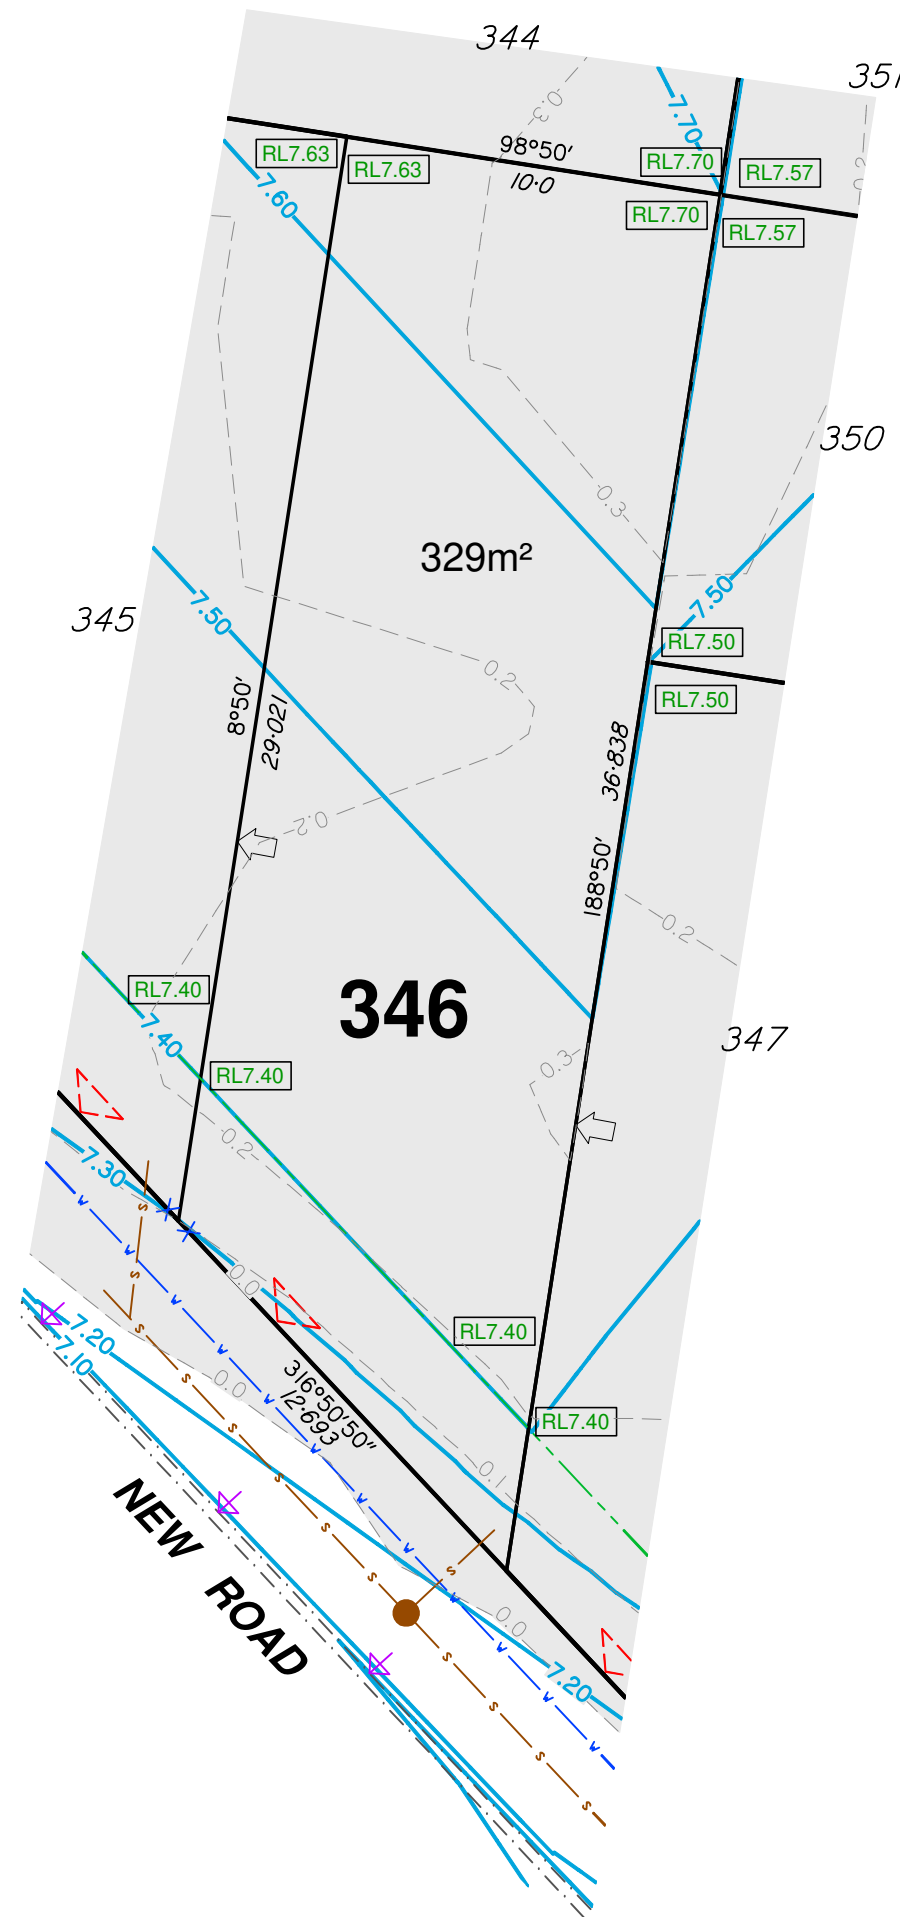 344
351
0.3
7.70
98°50′
10·0
RL7.63
RL7.63
RL7.70
RL7.57
RL7.70
RL7.57
0.2
7.60
350
0.3
329m²
7.50
7.50
345
RL7.50
RL7.50
0.2
8°50′
29·021
36·838
0.2
188°50′
0.2
RL7.40
346
7.40
347
0.3
RL7.40
0.2
7.30
W
S
W
S
0.0
W
7.20
7.10
S
RL7.40
S
W
0.0
316°50′50″
12·693
S
W
RL7.40
S
0.1
W
NEW ROAD
S
W
S
S
W
0.0
W
S
7.20
S
W
S
W
S